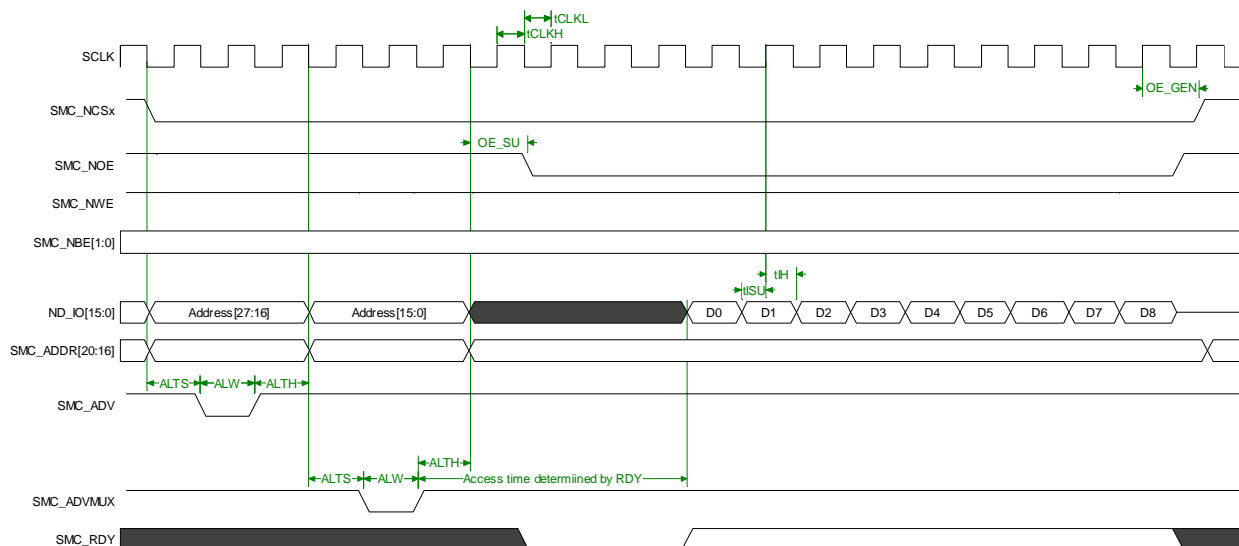 tCLKL
tCLKH
SCLK
OE_GEN
SMC_NCSx
OE_SU
SMC_NOE
SMC_NWE
SMC_NBE[1:0]
tIH
tISU
ND_IO[15:0] Address[27:16] Address[15:0] D0 D1 D2 D3 D4 D5 D6 D7 D8
SMC_ADDR[20:16]
ALTS ALW ALTH
SMC_ADV
ALTH
ALTS ALW Access time determiined by RDY
SMC_ADVMUX
SMC_RDY